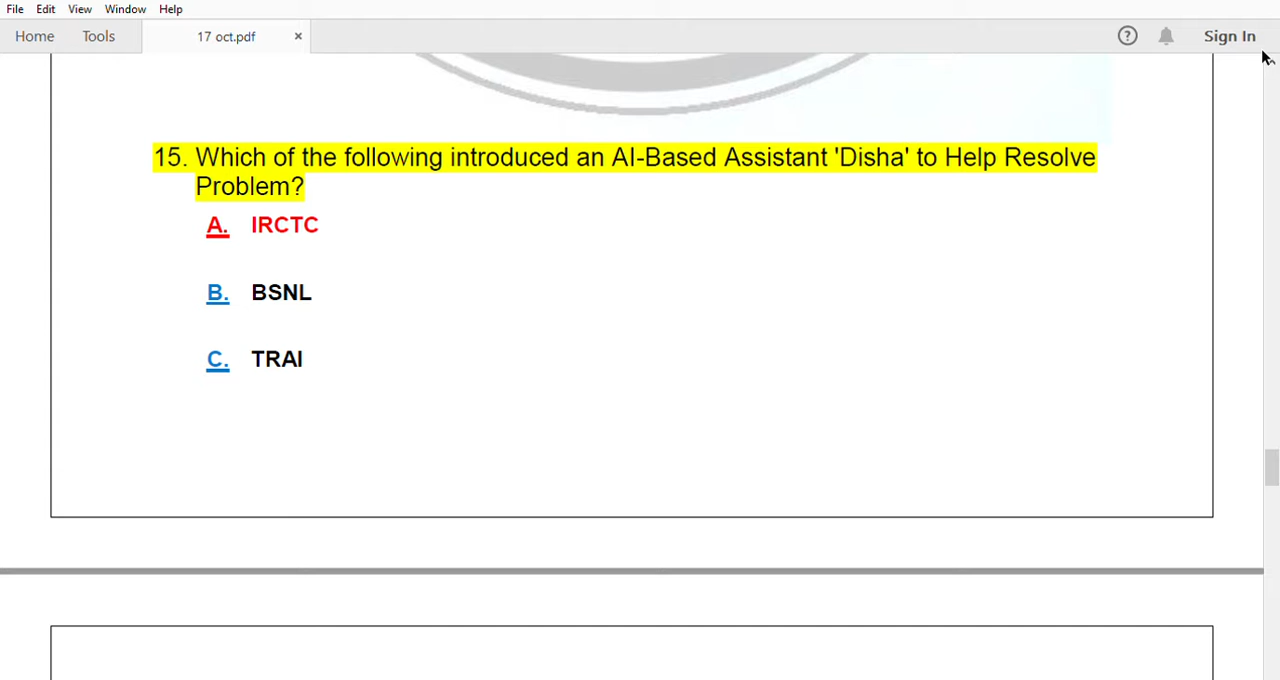 File Edit View Window Help
Home Tools 17 oct.pdf × ? Sign In
15. Which of the following introduced an AI-Based Assistant 'Disha' to Help Resolve
Problem?
A. IRCTC
B. BSNL
C. TRAI